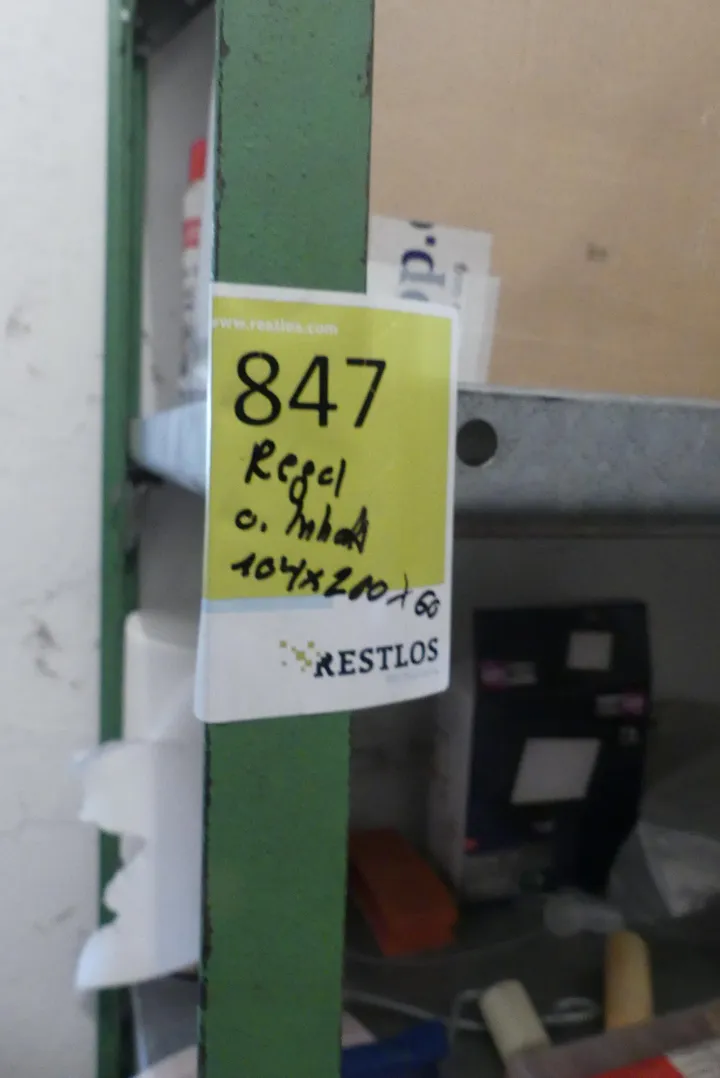 www.restlos.com
847
Regal
o. Inhalt
104x200x60
RESTLOS